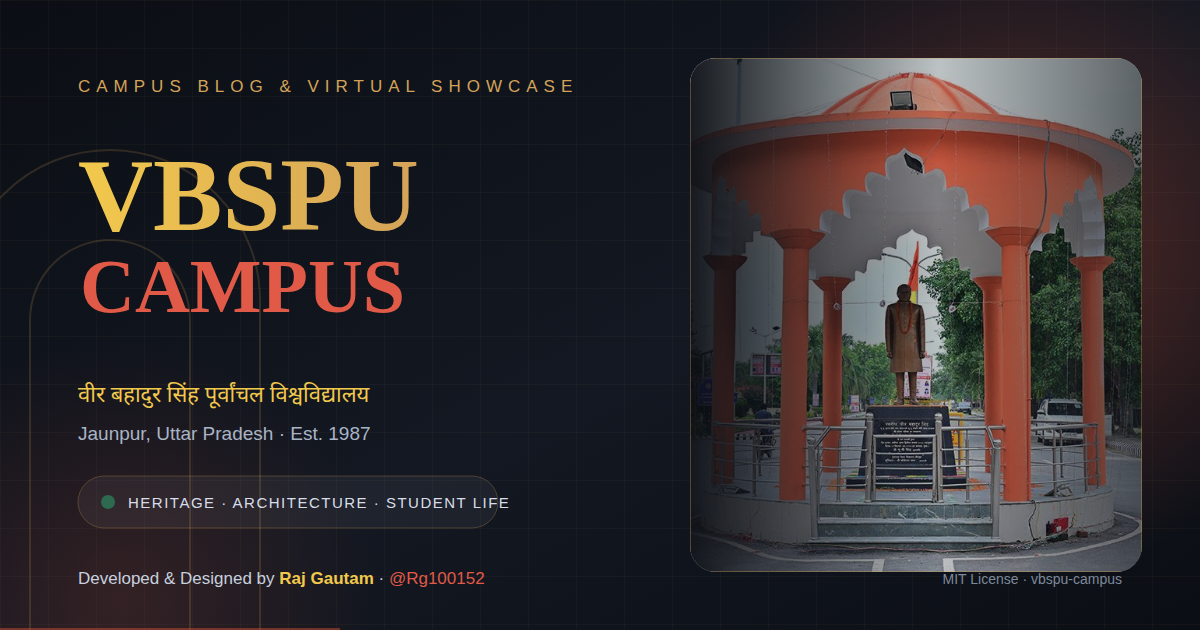 CAMPUS BLOG & VIRTUAL SHOWCASE
VBSPU
CAMPUS
वीर बहादुर सिंह पूर्वांचल विश्वविद्यालय
Jaunpur, Uttar Pradesh · Est. 1987
HERITAGE · ARCHITECTURE · STUDENT LIFE
Developed & Designed by Raj Gautam · @Rg100152
MIT License · vbspu-campus